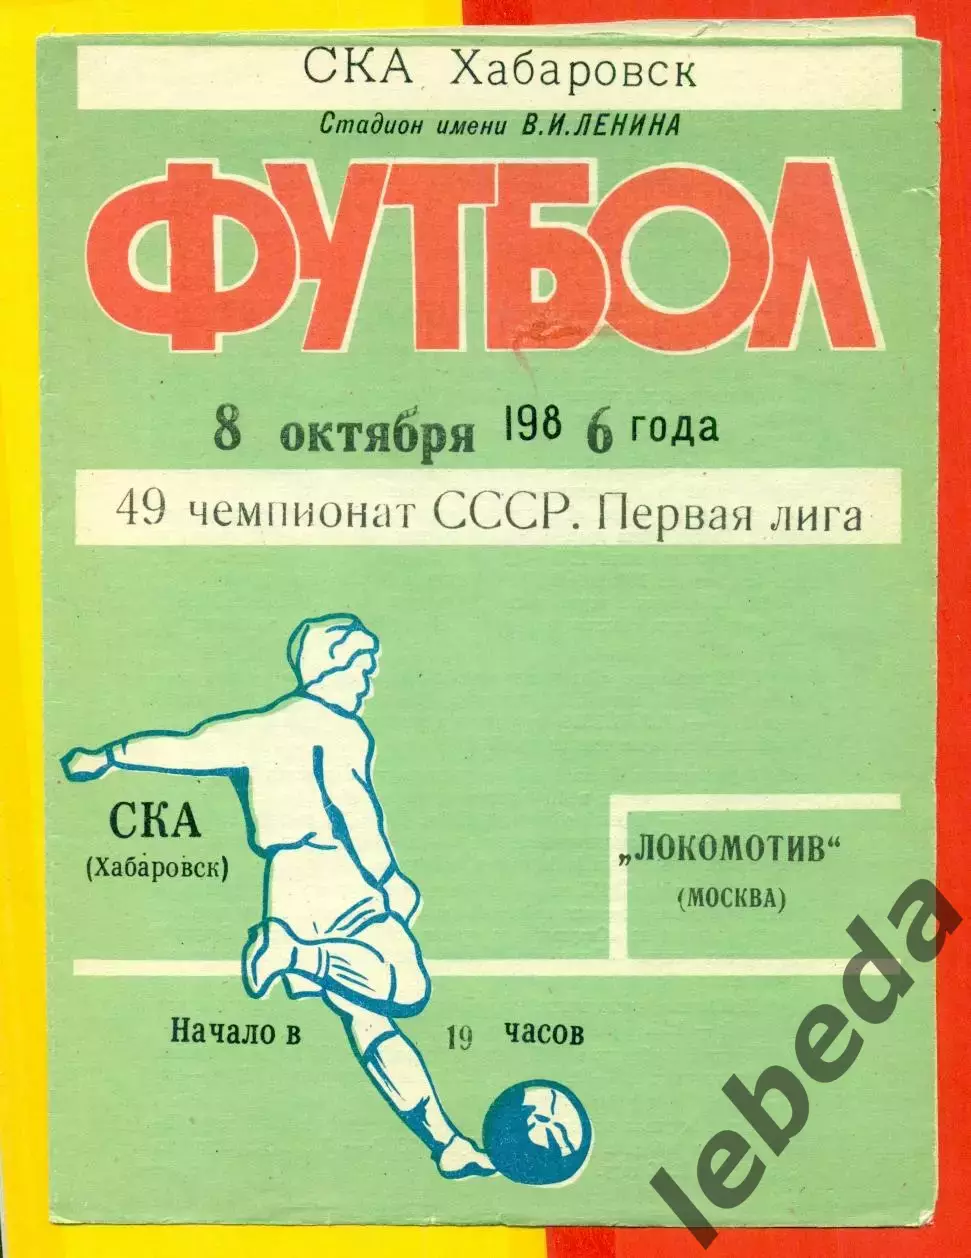 СКА Хабаровск
Стадион имени В.И.ЛЕНИНА
ФУТБОЛ
8 октября 1986 года
49 чемпионат СССР. Первая лига
СКА
(Хабаровск)
„ЛОКОМОТИВ“
(МОСКВА)
Начало в 19 часов
lebeda